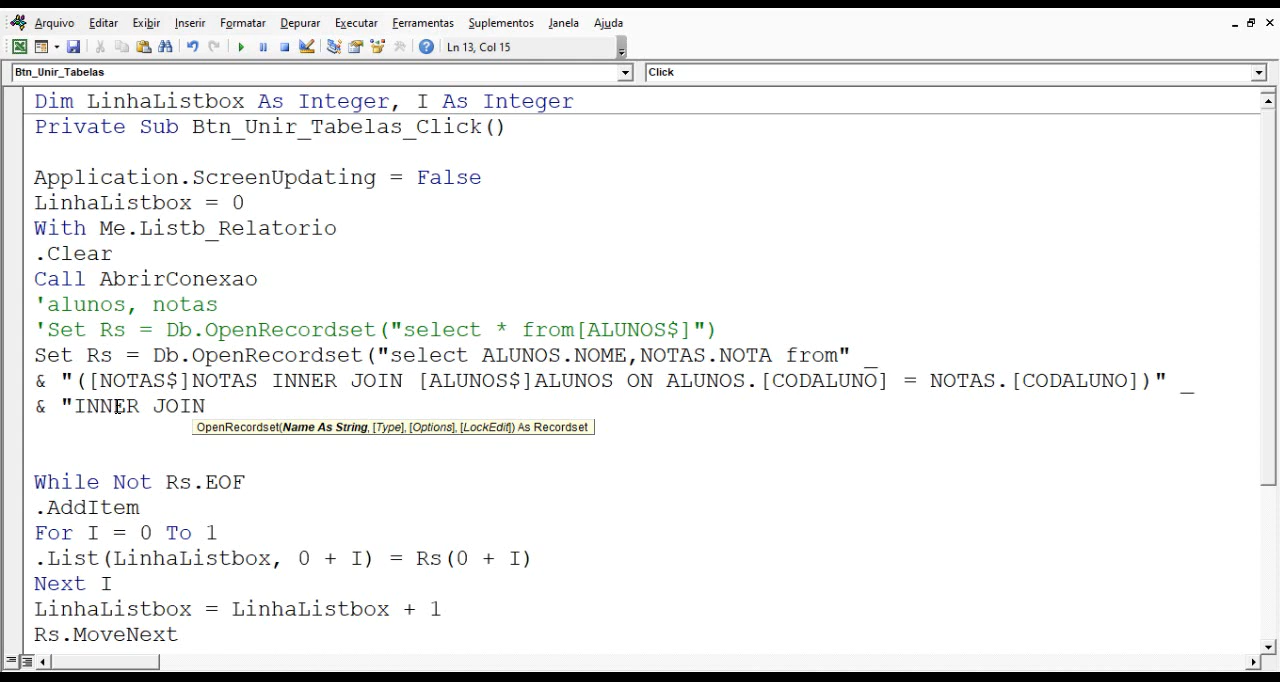 Arquivo Editar Exibir Inserir Formatar Depurar Executar Ferramentas Suplementos Janela Ajuda
Ln 13, Col 15
Btn_Unir_Tabelas Click
Dim LinhaListbox As Integer, I As Integer
Private Sub Btn_Unir_Tabelas_Click()
Application.ScreenUpdating = False
LinhaListbox = 0
With Me.Listb_Relatorio
.Clear
Call AbrirConexao
'alunos, notas
'Set Rs = Db.OpenRecordset("select * from[ALUNOS$]")
Set Rs = Db.OpenRecordset("select ALUNOS.NOME,NOTAS.NOTA from" _
& "([NOTAS$]NOTAS INNER JOIN [ALUNOS$]ALUNOS ON ALUNOS.[CODALUNO] = NOTAS.[CODALUNO])" _
& "INNER JOIN
OpenRecordset(Name As String, [Type], [Options], [LockEdit]) As Recordset
While Not Rs.EOF
.AddItem
For I = 0 To 1
.List(LinhaListbox, 0 + I) = Rs(0 + I)
Next I
LinhaListbox = LinhaListbox + 1
Rs.MoveNext